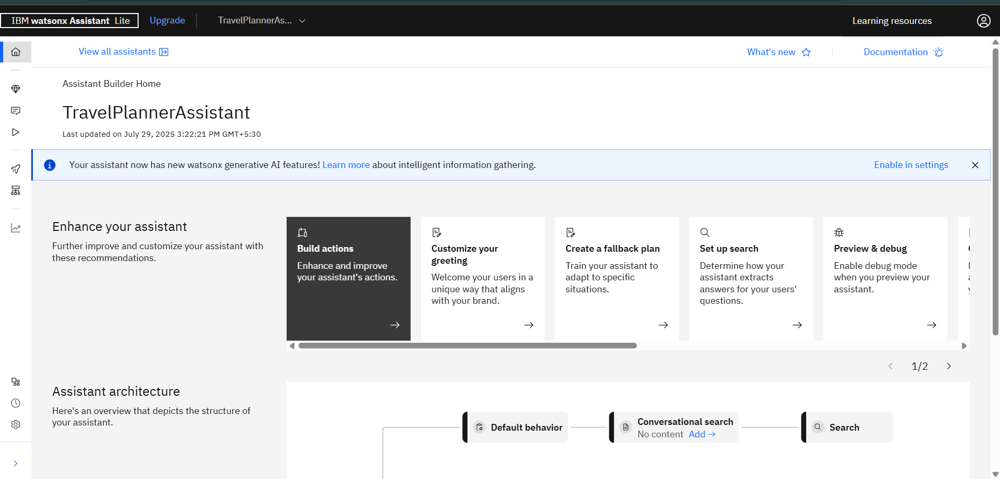 IBM watsonx Assistant Lite
Upgrade
TravelPlannerAs...
Learning resources
View all assistants
What's new
Documentation
Assistant Builder Home
TravelPlannerAssistant
Last updated on July 29, 2025 3:22:21 PM GMT+5:30
Your assistant now has new watsonx generative AI features! Learn more about intelligent information gathering.
Enable in settings
Enhance your assistant
Further improve and customize your assistant with
these recommendations.
Build actions
Enhance and improve
your assistant's actions.
Customize your
greeting
Welcome your users in a
unique way that aligns
with your brand.
Create a fallback plan
Train your assistant to
adapt to specific
situations.
Set up search
Determine how your
assistant extracts
answers for your users'
questions.
Preview & debug
Enable debug mode
when you preview your
assistant.
1/2
Assistant architecture
Here's an overview that depicts the structure of
your assistant.
Default behavior
Conversational search
No content Add →
Search